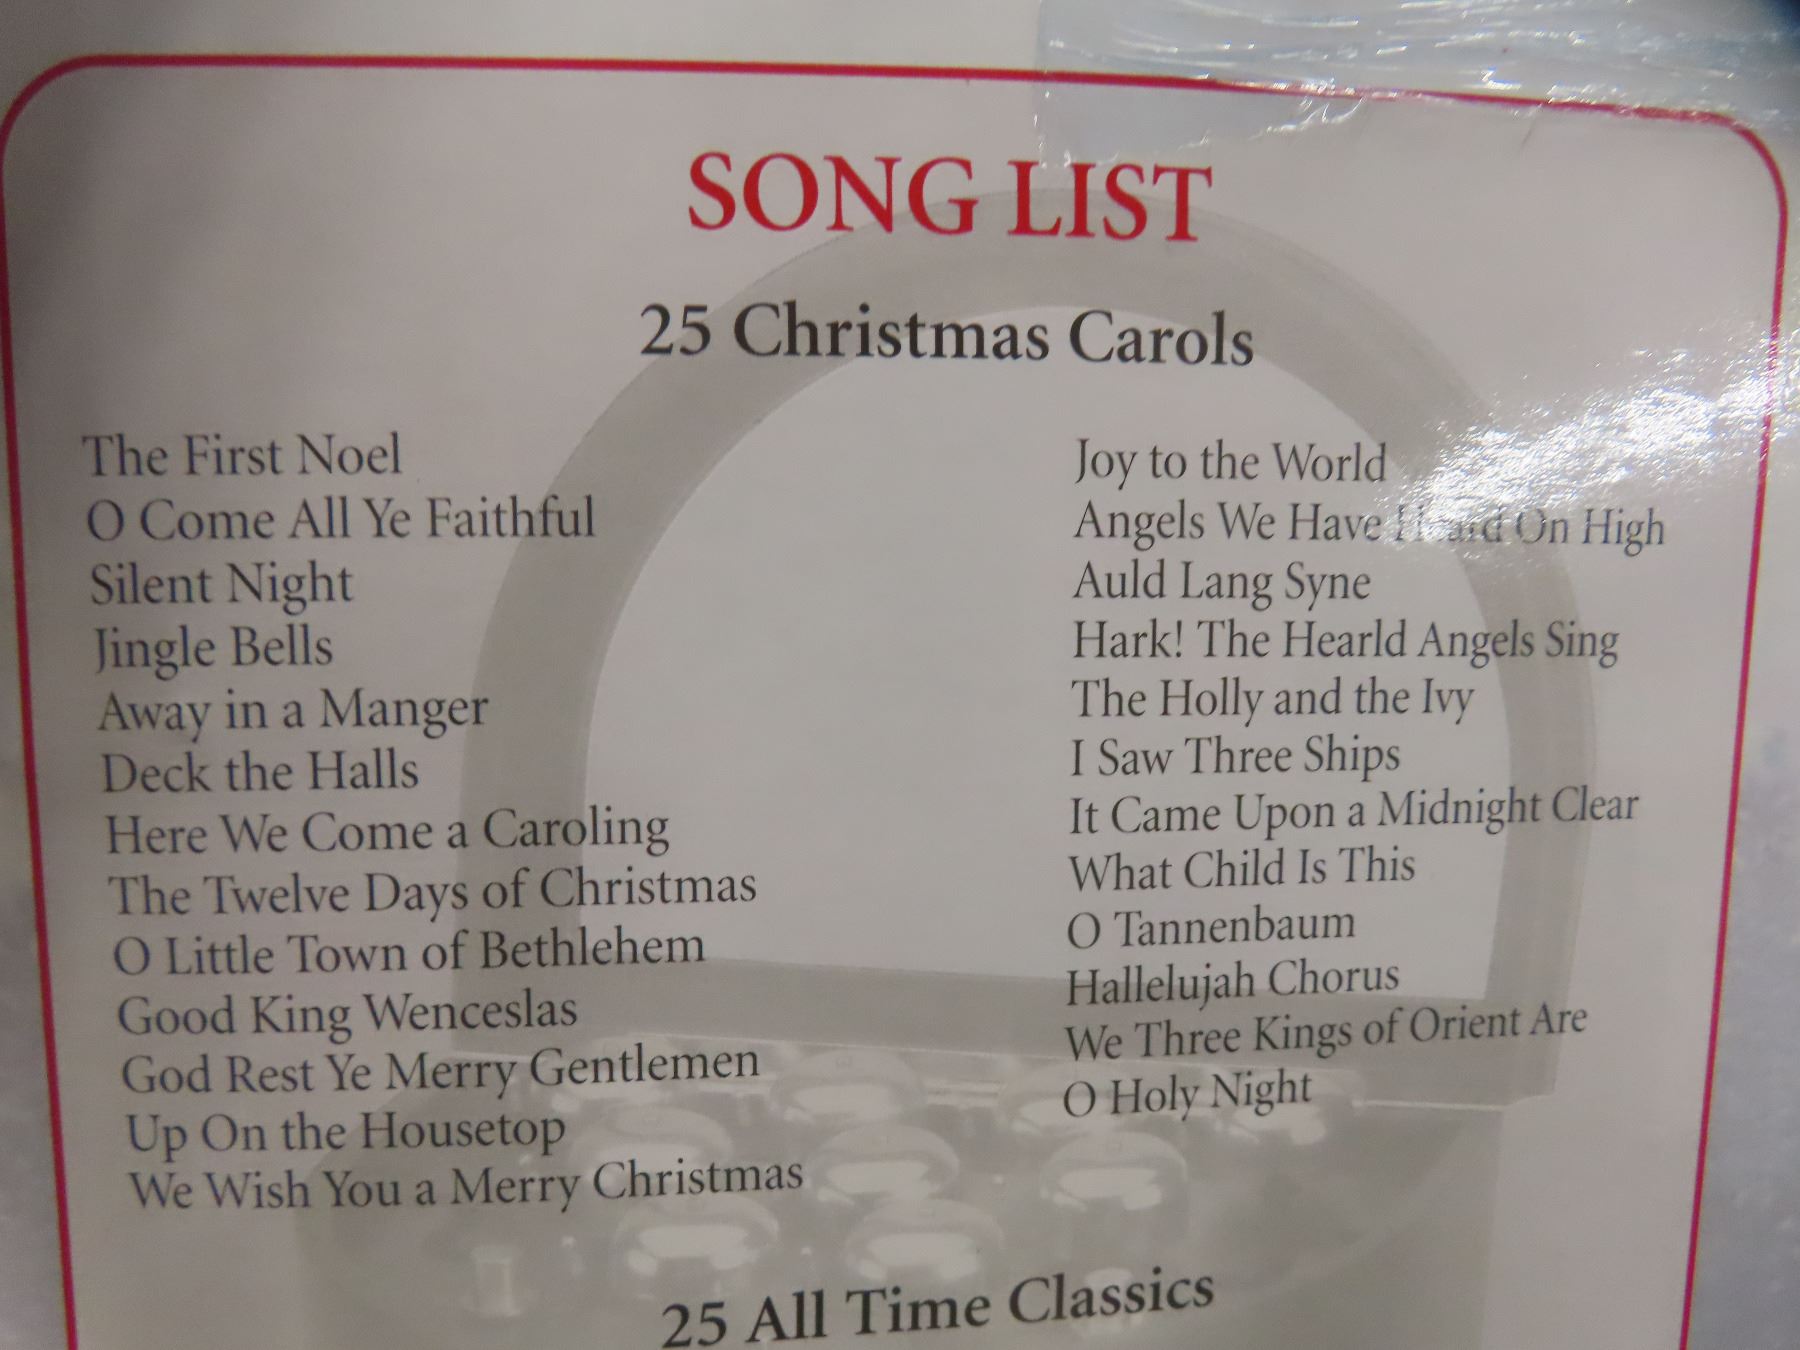 SONG LIST
25 Christmas Carols
The First Noel
O Come All Ye Faithful
Silent Night
Jingle Bells
Away in a Manger
Deck the Halls
Here We Come a Caroling
The Twelve Days of Christmas
O Little Town of Bethlehem
Good King Wenceslas
God Rest Ye Merry Gentlemen
Up On the Housetop
We Wish You a Merry Christmas
Joy to the World
Angels We Have Heard On High
Auld Lang Syne
Hark! The Hearld Angels Sing
The Holly and the Ivy
I Saw Three Ships
It Came Upon a Midnight Clear
What Child Is This
O Tannenbaum
Hallelujah Chorus
We Three Kings of Orient Are
O Holy Night
25 All Time Classics